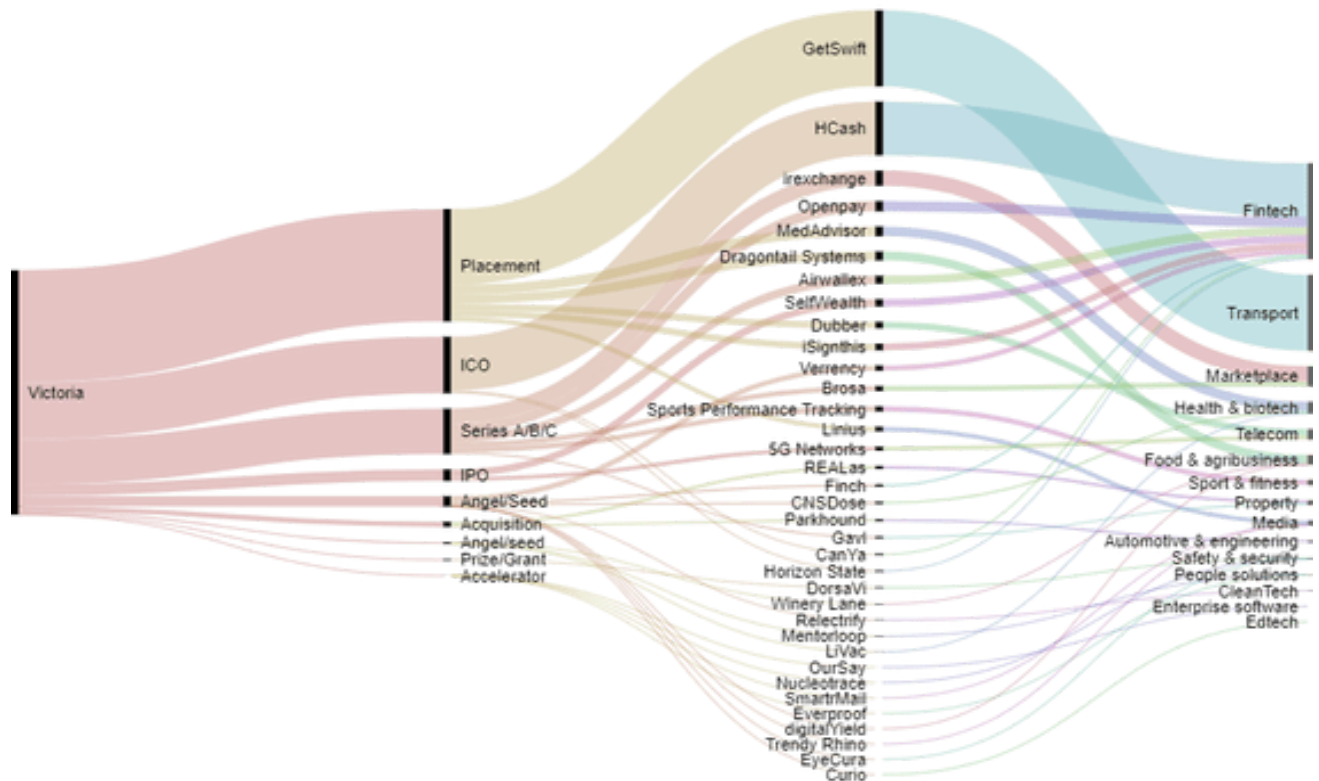 Victoria
Placement
ICO
Series A/B/C
IPO
Angel/Seed
Acquisition
Angel/seed
Prize/Grant
Accelerator
GetSwift
HCash
irexchange
Openpay
MedAdvisor
Dragontail Systems
Airwallex
SelfWealth
Dubber
iSignthis
Verrency
Brosa
Sports Performance Tracking
Linius
5G Networks
REALas
Finch
CNSDose
Parkhound
Gavl
CanYa
Horizon State
DorsaVi
Winery Lane
Relectrify
Mentorloop
LiVac
OurSay
Nucleotrace
SmartrMail
Everproof
digitalYield
Trendy Rhino
EyeCura
Curio
Fintech
Transport
Marketplace
Health & biotech
Telecom
Food & agribusiness
Sport & fitness
Property
Media
Automotive & engineering
Safety & security
People solutions
CleanTech
Enterprise software
Edtech